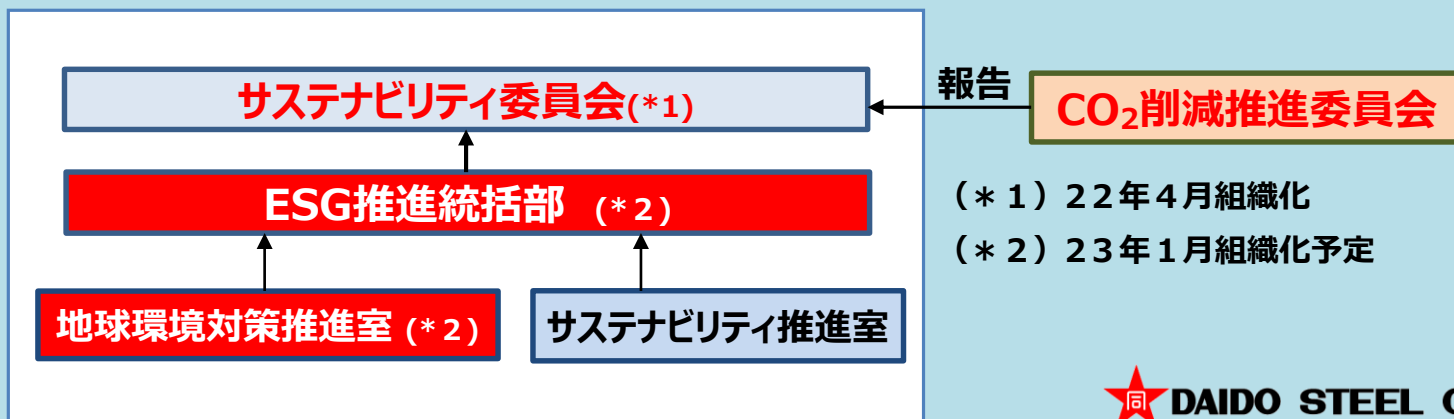 サステナビリティ委員会(*1)
報告
CO₂削減推進委員会
ESG推進統括部 (*2)
(*1)22年4月組織化
(*2)23年1月組織化予定
地球環境対策推進室 (*2)
サステナビリティ推進室
同 DAIDO STEEL